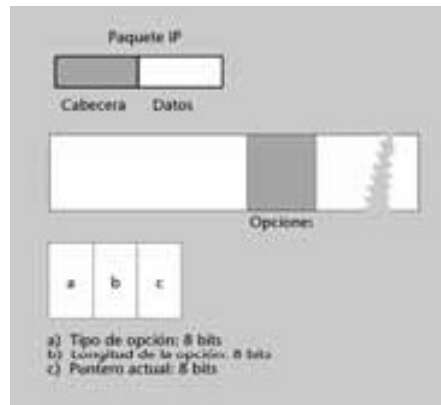 Paquete IP
Cabecera Datos
Opciones
a b c
a) Tipo de opción: 8 bits
b) Longitud de la opción: 8 bits
c) Puntero actual: 8 bits